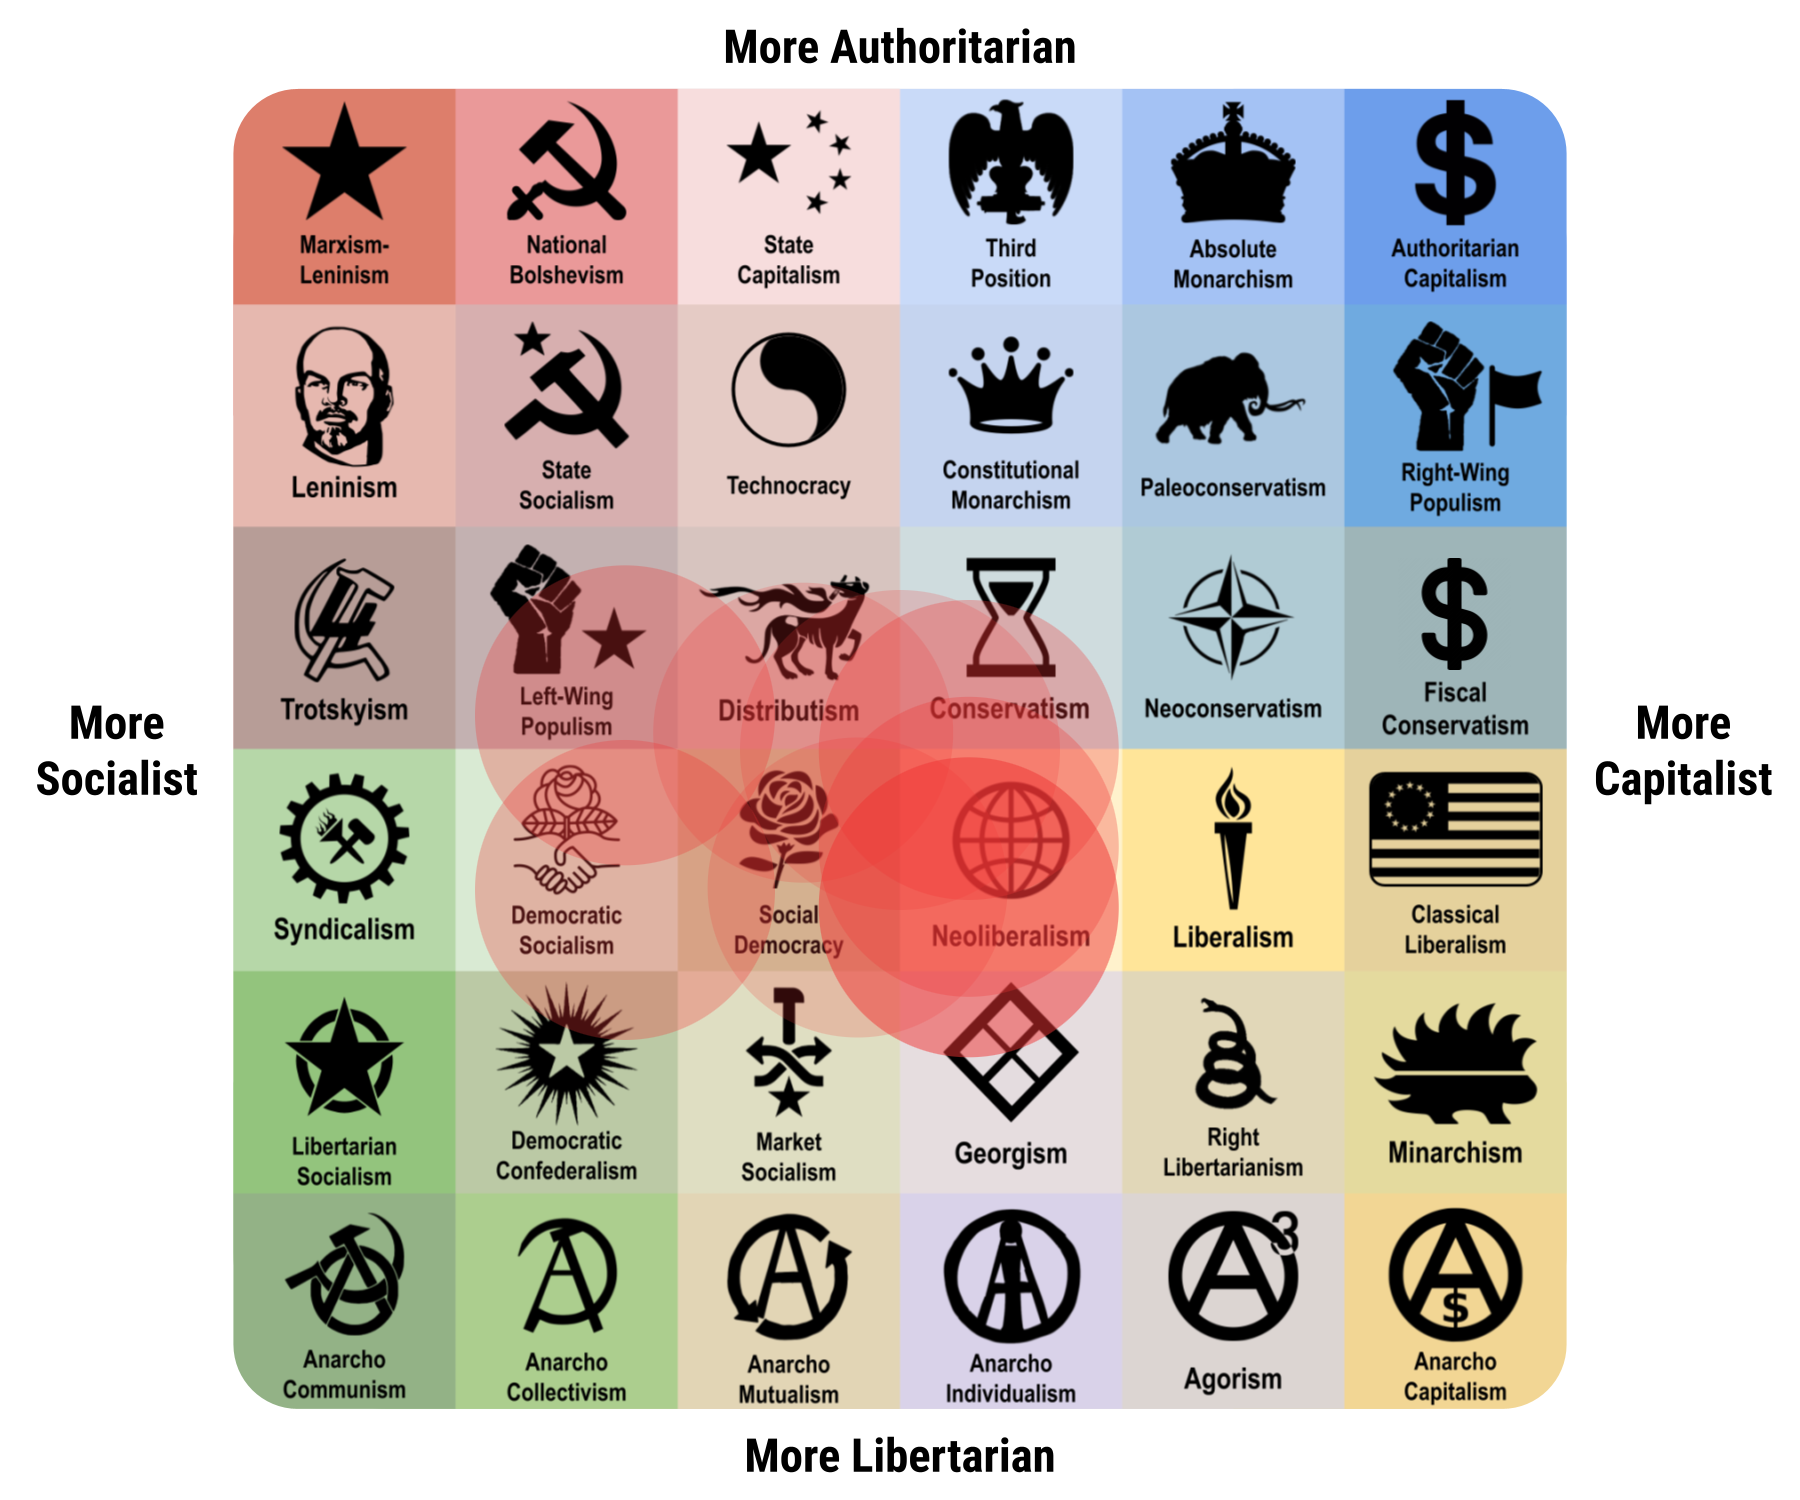 More Authoritarian
Marxism-
Leninism
National
Bolshevism
State
Capitalism
Third
Position
Absolute
Monarchism
$
Authoritarian
Capitalism
Leninism
State
Socialism
Technocracy
Constitutional
Monarchism
Paleoconservatism
Right-Wing
Populism
4
Trotskyism
Left-Wing
Populism
Distributism
Conservatism
Neoconservatism
$
Fiscal
Conservatism
More
Socialist
More
Capitalist
Syndicalism
Democratic
Socialism
Social
Democracy
Neoliberalism
Liberalism
Classical
Liberalism
Libertarian
Socialism
Democratic
Confederalism
Market
Socialism
Georgism
Right
Libertarianism
Minarchism
A
Anarcho
Communism
A
Anarcho
Collectivism
A
Anarcho
Mutualism
A
Anarcho
Individualism
A3
Agorism
A
$
Anarcho
Capitalism
More Libertarian